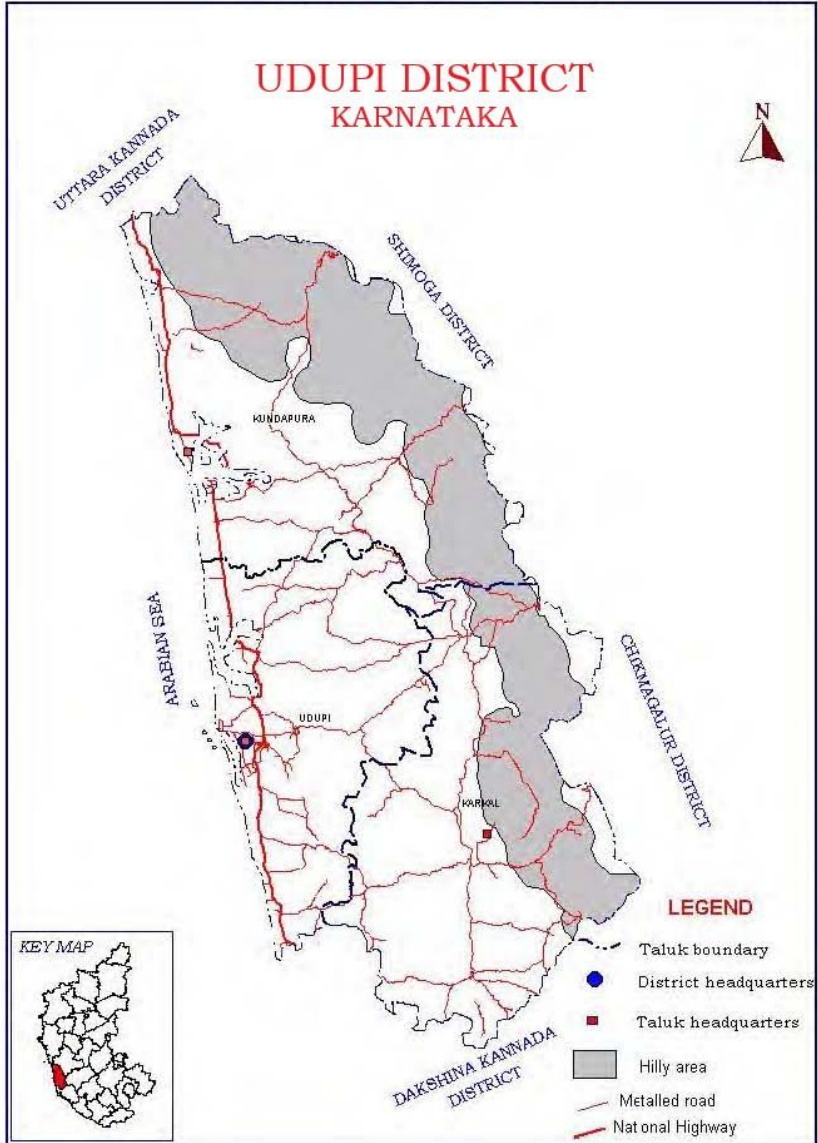 UDUPI DISTRICT
KARNATAKA
N
UTTARA KANNADA
DISTRICT
SHIMOGA DISTRICT
KUNDAPURA
ARABIAN SEA
UDUPI
CHIKMAGALUR DISTRICT
KARKAL
DAKSHINA KANNADA
DISTRICT
KEY MAP
LEGEND
Taluk boundary
District headquarters
Taluk headquarters
Hilly area
Metalled road
National Highway